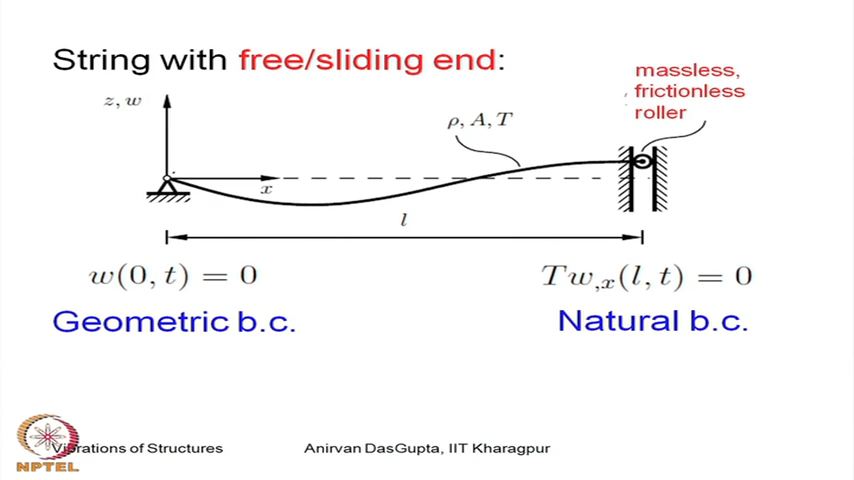 String with free/sliding end:
massless,
frictionless
roller
z, w
ρ, A, T
x
l
w(0, t) = 0
T w,ₓ(l, t) = 0
Geometric b.c.
Natural b.c.
Vibrations of Structures
Anirvan DasGupta, IIT Kharagpur
NPTEL